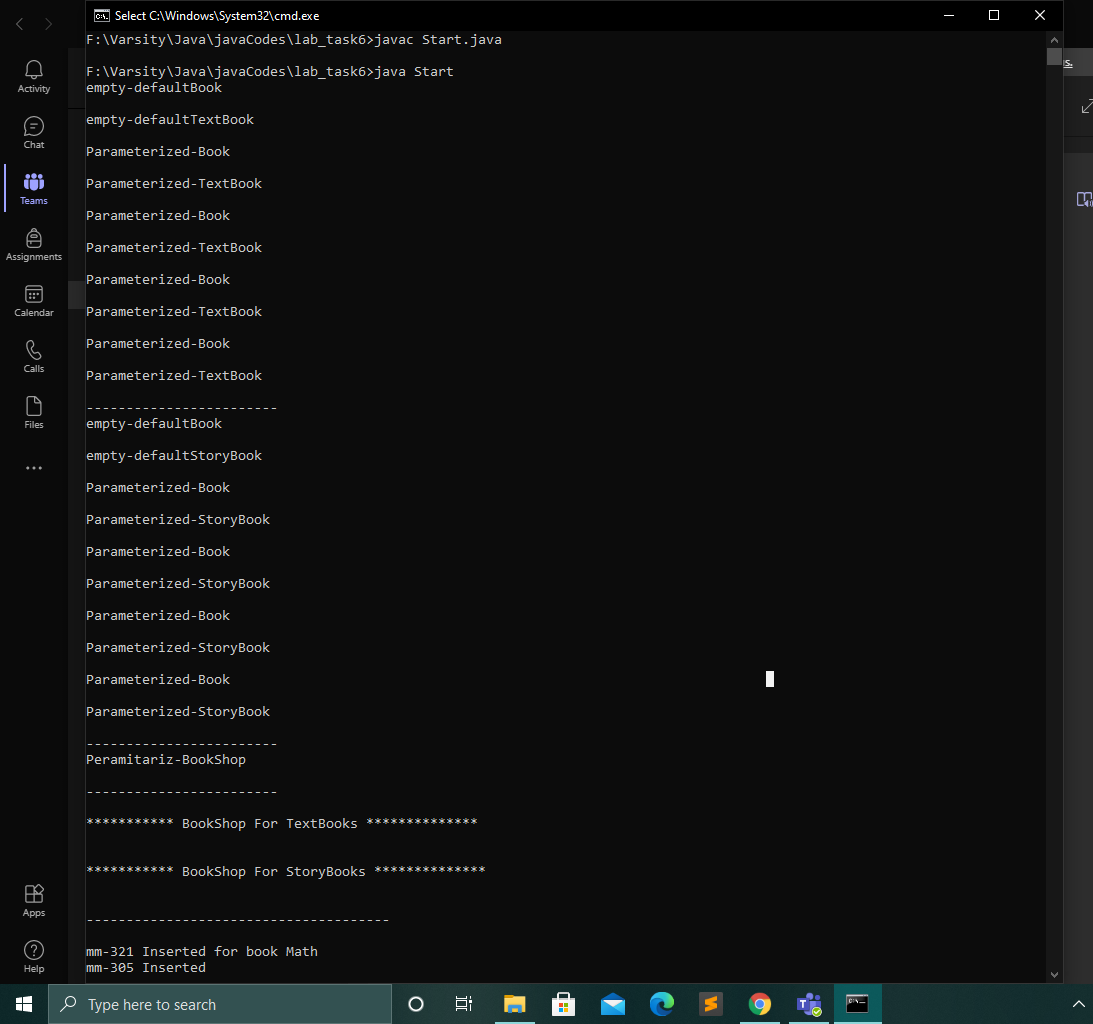 Select C:\Windows\System32\cmd.exe
F:\Varsity\Java\javaCodes\lab_task6>javac Start.java
F:\Varsity\Java\javaCodes\lab_task6>java Start
empty-defaultBook
empty-defaultTextBook
Parameterized-Book
Parameterized-TextBook
Parameterized-Book
Parameterized-TextBook
Parameterized-Book
Parameterized-TextBook
Parameterized-Book
Parameterized-TextBook
------------------------
empty-defaultBook
empty-defaultStoryBook
Parameterized-Book
Parameterized-StoryBook
Parameterized-Book
Parameterized-StoryBook
Parameterized-Book
Parameterized-StoryBook
Parameterized-Book
Parameterized-StoryBook
------------------------
Peramitariz-BookShop
------------------------
*********** BookShop For TextBooks **************
*********** BookShop For StoryBooks **************
--------------------------------------
mm-321 Inserted for book Math
mm-305 Inserted
Activity
Chat
Teams
Assignments
Calendar
Calls
Files
Apps
Help
s.
Type here to search